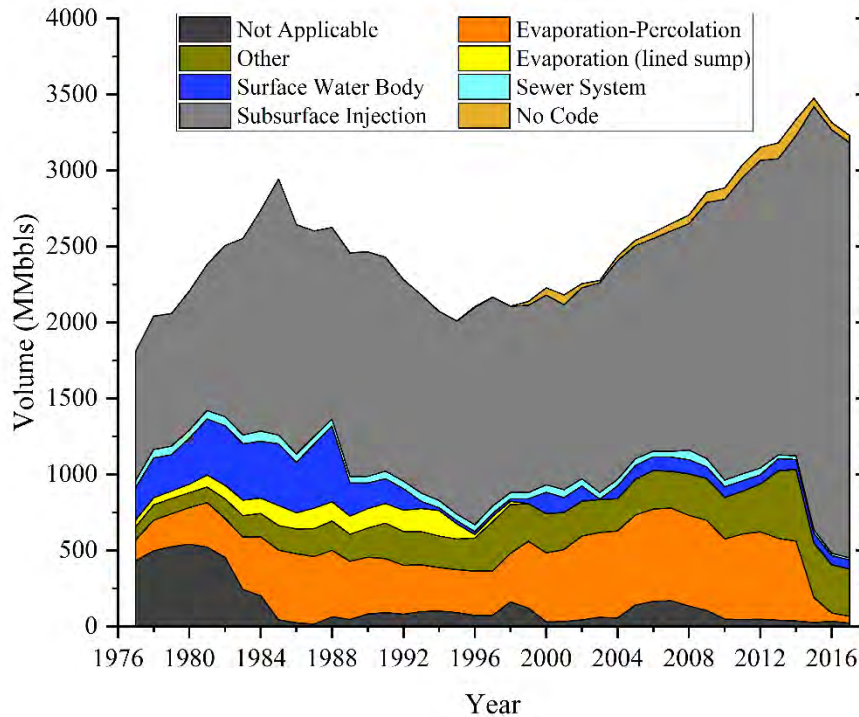 4000
3500
3000
2500
2000
1500
1000
500
0
Volume (MMbbls)
Not Applicable
Other
Surface Water Body
Subsurface Injection
Evaporation-Percolation
Evaporation (lined sump)
Sewer System
No Code
1976 1980 1984 1988 1992 1996 2000 2004 2008 2012 2016
Year